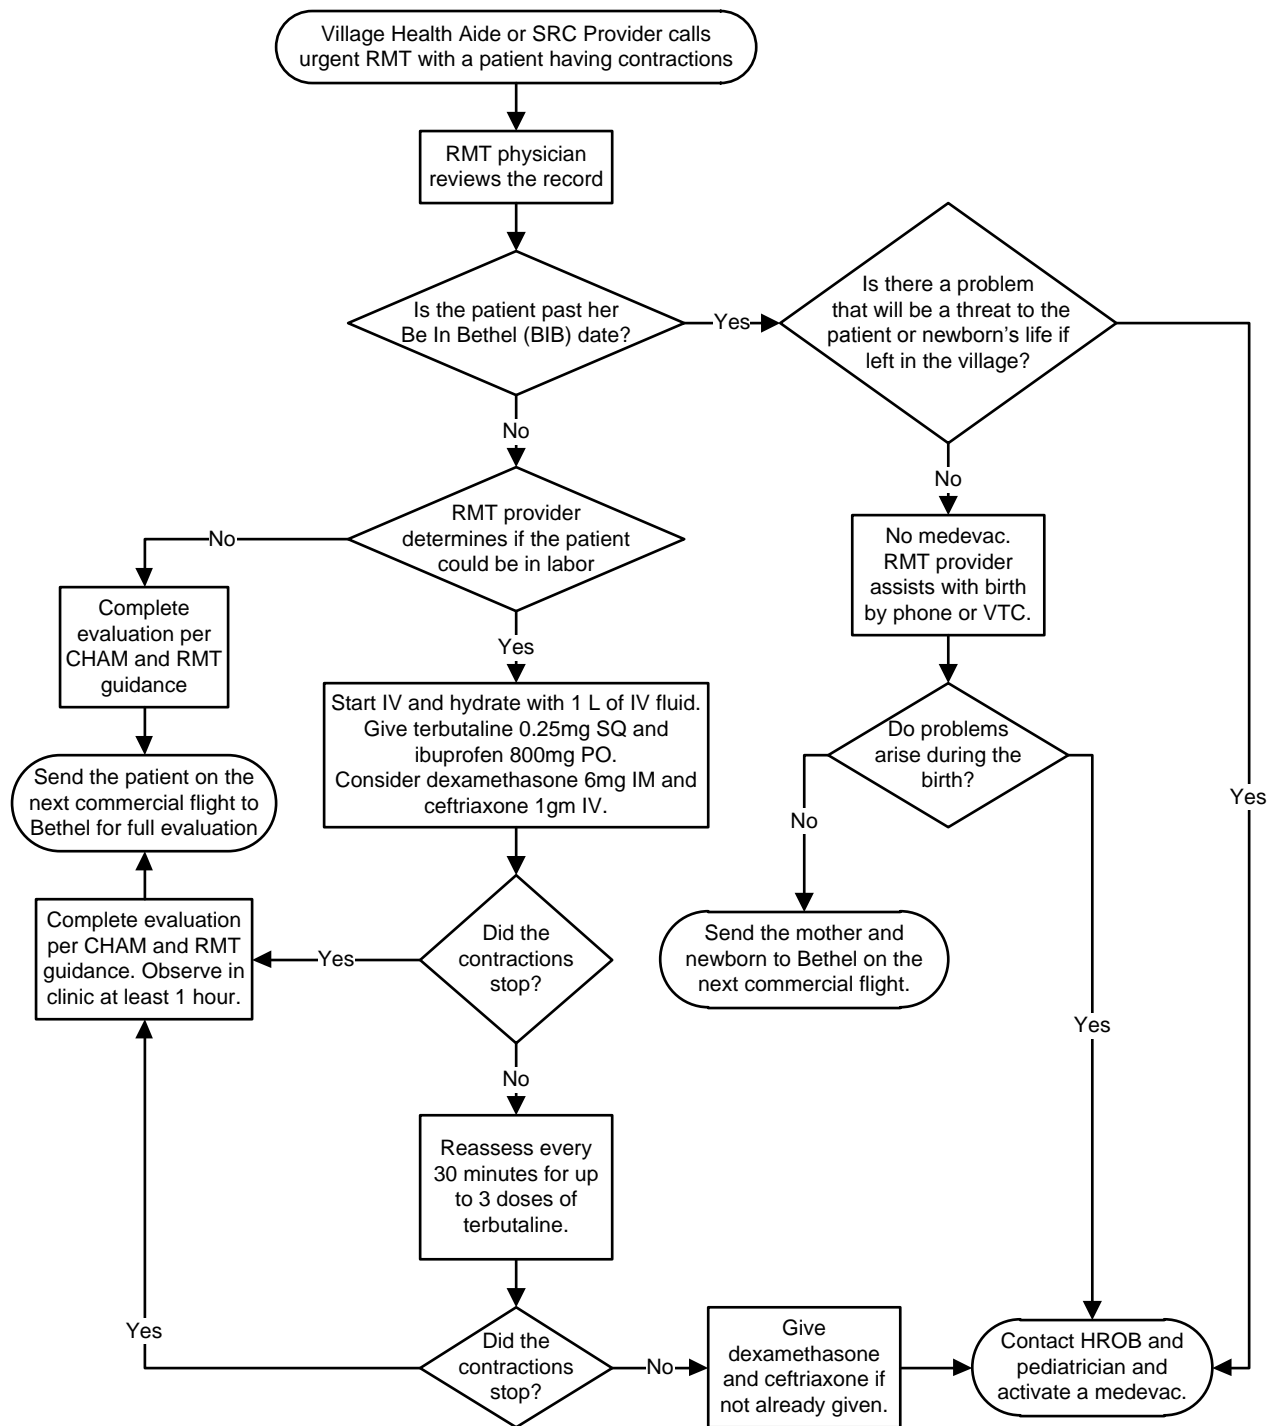 Village Health Aide or SRC Provider calls
urgent RMT with a patient having contractions
RMT physician
reviews the record
Is the patient past her
Be In Bethel (BIB) date?
Yes
Is there a problem
that will be a threat to the
patient or newborn's life if
left in the village?
No
No
RMT provider
determines if the patient
could be in labor
No
Yes
Complete
evaluation per
CHAM and RMT
guidance
No medevac.
RMT provider
assists with birth
by phone or VTC.
Start IV and hydrate with 1 L of IV fluid.
Give terbutaline 0.25mg SQ and
ibuprofen 800mg PO.
Consider dexamethasone 6mg IM and
ceftriaxone 1gm IV.
Do problems
arise during the
birth?
Send the patient on the
next commercial flight to
Bethel for full evaluation
No
Yes
Complete evaluation
per CHAM and RMT
guidance. Observe in
clinic at least 1 hour.
Yes
Did the
contractions
stop?
Send the mother and
newborn to Bethel on the
next commercial flight.
Yes
No
Reassess every
30 minutes for up
to 3 doses of
terbutaline.
Yes
Did the
contractions
stop?
No
Give
dexamethasone
and ceftriaxone if
not already given.
Contact HROB and
pediatrician and
activate a medevac.